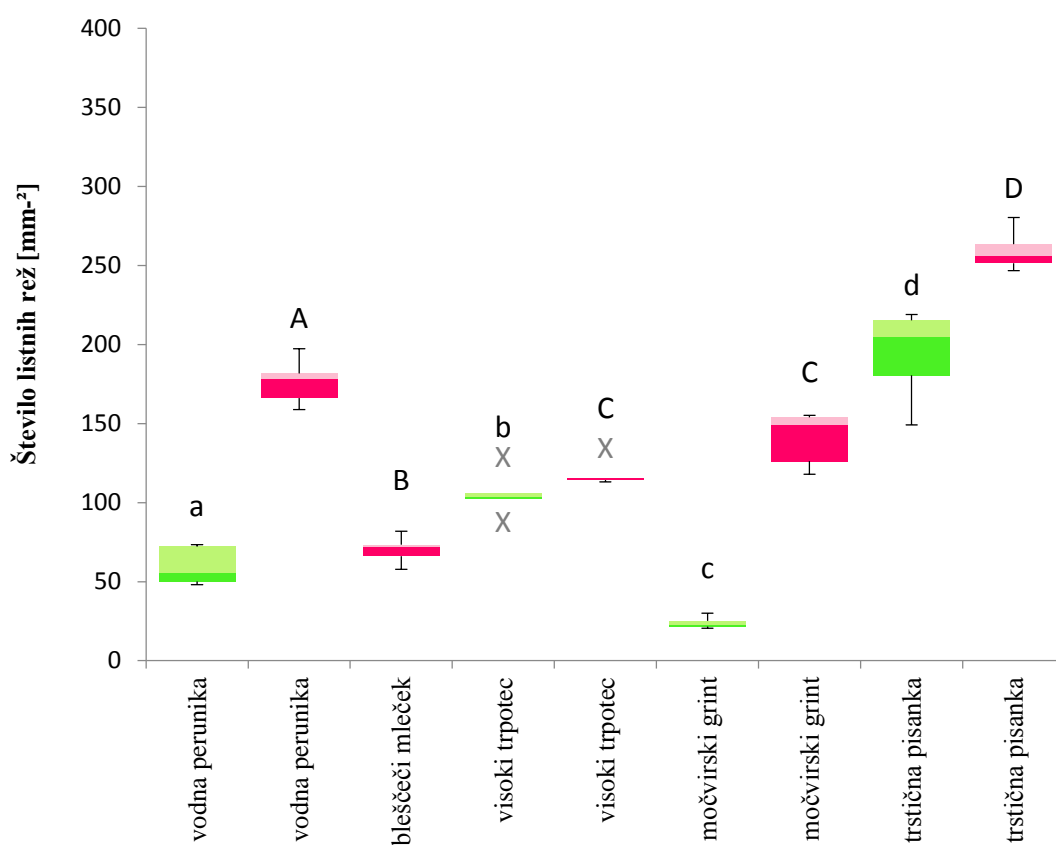 Število listnih rež [mm-²]
400
350
300
250
200
150
100
50
0
a
A
B
b
X
X
C
X
c
C
d
D
vodna perunika
vodna perunika
bleščeči mleček
visoki trpotec
visoki trpotec
močvirski grint
močvirski grint
trstična pisanka
trstična pisanka